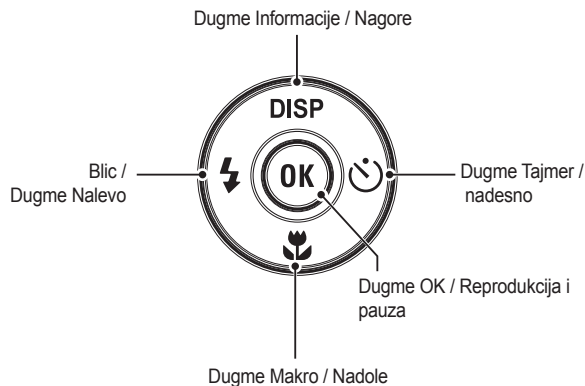 Dugme Informacije / Nagore
DISP
Blic /
Dugme Nalevo
OK
Dugme Tajmer /
nadesno
Dugme OK / Reprodukcija i
pauza
Dugme Makro / Nadole